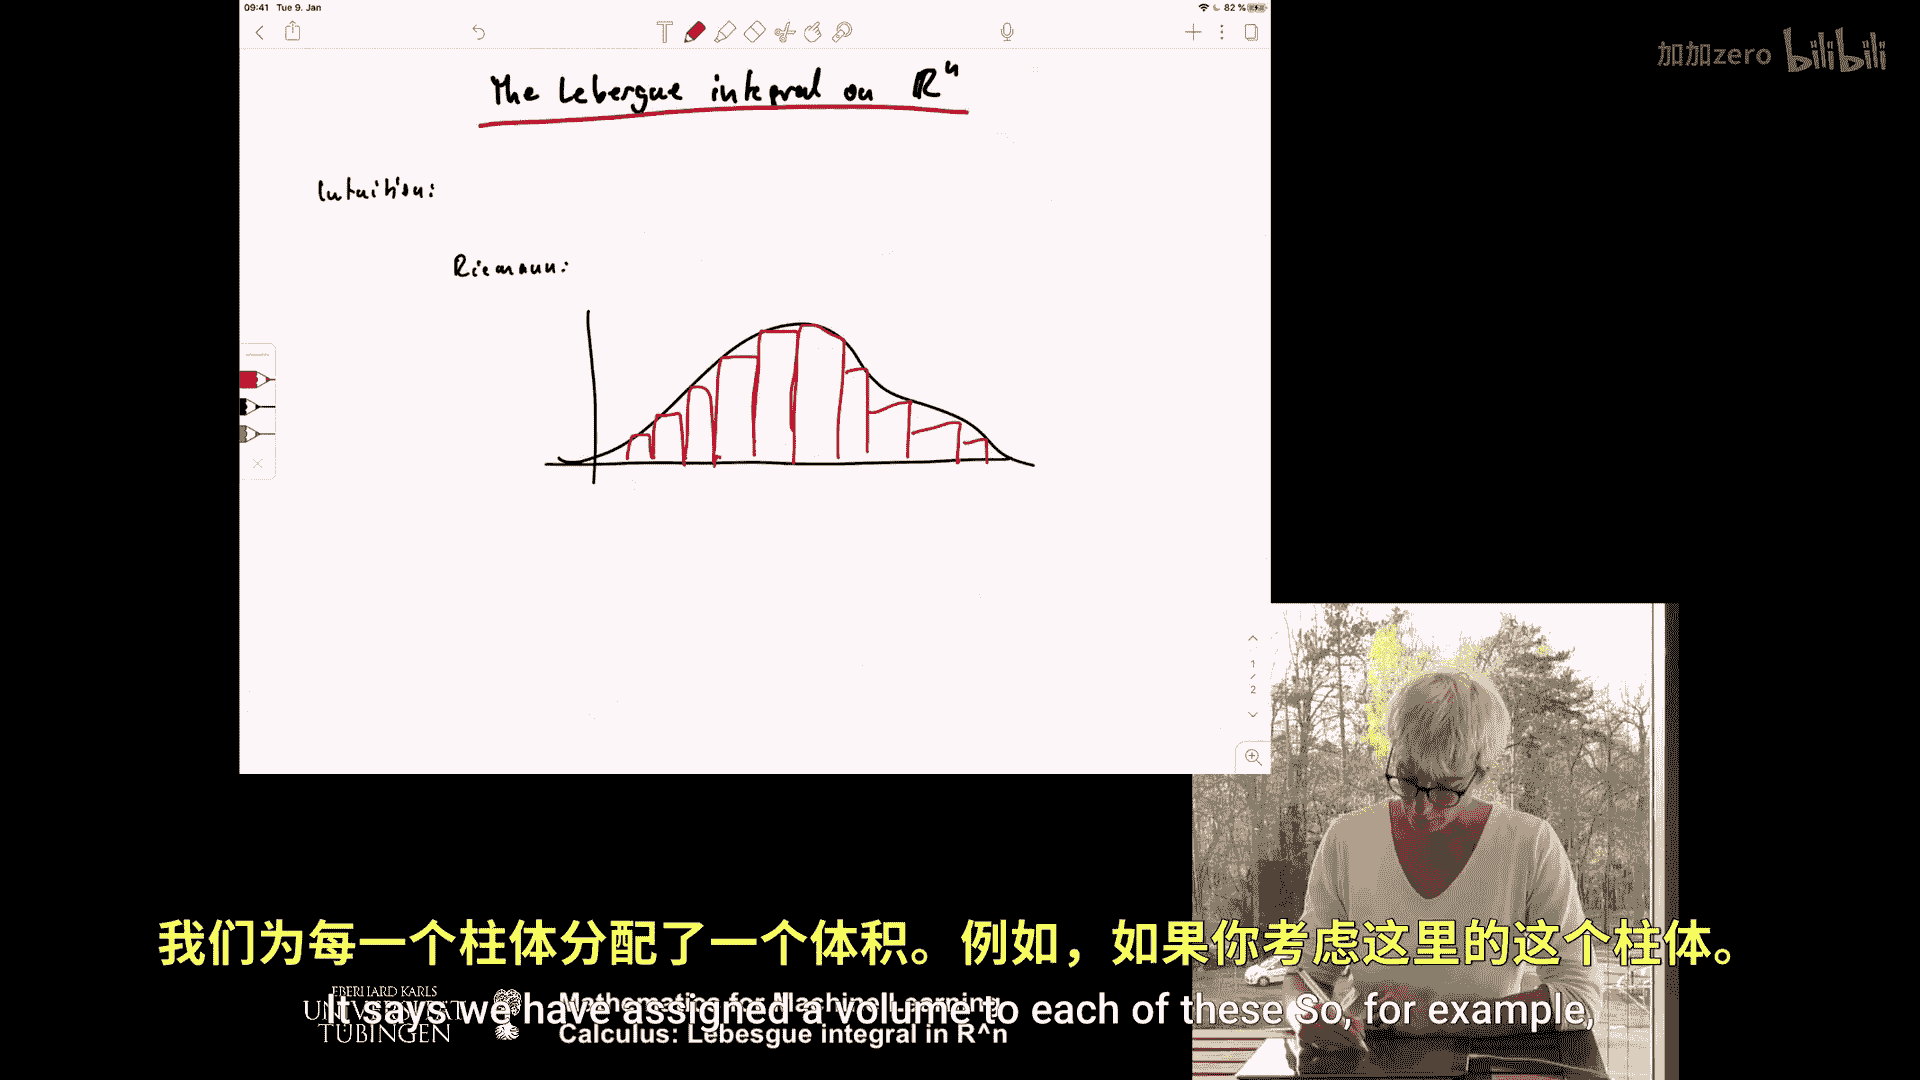 09:41 Tue 9. Jan
82 %
加加zero bilibili
The Lebergue integral on R^n
Intuition:
Riemann:
1
/
2
我们为每一个柱体分配了一个体积。例如，如果你考虑这里的这个柱体。
It says we have assigned a volume to each of these So, for example,
EBERHARD KARLS
UNIVERSITÄT
TÜBINGEN
Mathematics for Machine Learning
Calculus: Lebesgue integral in R^n